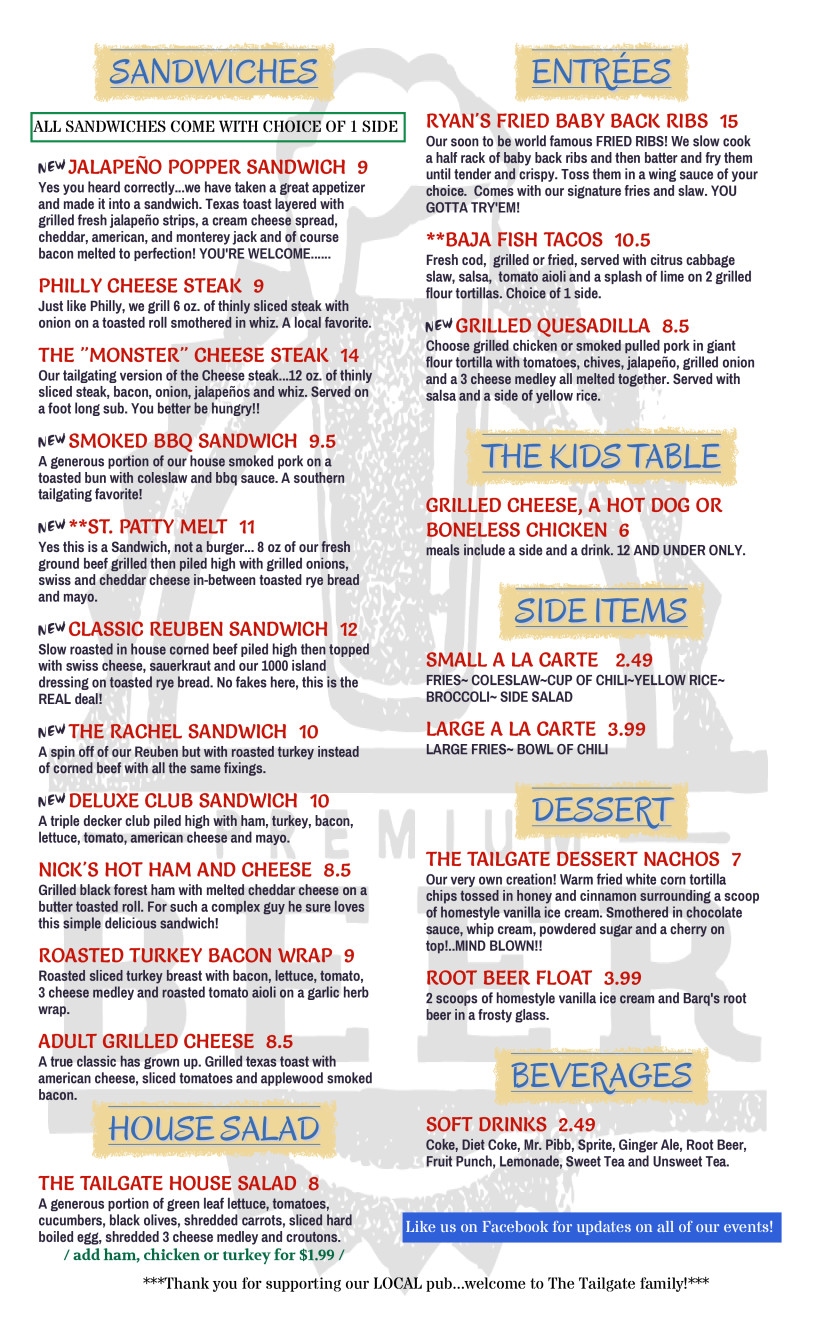 SANDWICHES
ALL SANDWICHES COME WITH CHOICE OF 1 SIDE
NEW JALAPEÑO POPPER SANDWICH 9
Yes you heard correctly...we have taken a great appetizer
and made it into a sandwich. Texas toast layered with
grilled fresh jalapeño strips, a cream cheese spread,
cheddar, american, and monterey jack and of course
bacon melted to perfection! YOU'RE WELCOME......
PHILLY CHEESE STEAK 9
Just like Philly, we grill 6 oz. of thinly sliced steak with
onion on a toasted roll smothered in whiz. A local favorite.
THE "MONSTER" CHEESE STEAK 14
Our tailgating version of the Cheese steak...12 oz. of thinly
sliced steak, bacon, onion, jalapeños and whiz. Served on
a foot long sub. You better be hungry!!
NEW SMOKED BBQ SANDWICH 9.5
A generous portion of our house smoked pork on a
toasted bun with coleslaw and bbq sauce. A southern
tailgating favorite!
NEW **ST. PATTY MELT 11
Yes this is a Sandwich, not a burger... 8 oz of our fresh
ground beef grilled then piled high with grilled onions,
swiss and cheddar cheese in-between toasted rye bread
and mayo.
NEW CLASSIC REUBEN SANDWICH 12
Slow roasted in house corned beef piled high then topped
with swiss cheese, sauerkraut and our 1000 island
dressing on toasted rye bread. No fakes here, this is the
REAL deal!
NEW THE RACHEL SANDWICH 10
A spin off of our Reuben but with roasted turkey instead
of corned beef with all the same fixings.
NEW DELUXE CLUB SANDWICH 10
A triple decker club piled high with ham, turkey, bacon,
lettuce, tomato, american cheese and mayo.
NICK'S HOT HAM AND CHEESE 8.5
Grilled black forest ham with melted cheddar cheese on a
butter toasted roll. For such a complex guy he sure loves
this simple delicious sandwich!
ROASTED TURKEY BACON WRAP 9
Roasted sliced turkey breast with bacon, lettuce, tomato,
3 cheese medley and roasted tomato aioli on a garlic herb
wrap.
ADULT GRILLED CHEESE 8.5
A true classic has grown up. Grilled texas toast with
american cheese, sliced tomatoes and applewood smoked
bacon.
HOUSE SALAD
THE TAILGATE HOUSE SALAD 8
A generous portion of green leaf lettuce, tomatoes,
cucumbers, black olives, shredded carrots, sliced hard
boiled egg, shredded 3 cheese medley and croutons.
/ add ham, chicken or turkey for $1.99 /
ENTRÉES
RYAN'S FRIED BABY BACK RIBS 15
Our soon to be world famous FRIED RIBS! We slow cook
a half rack of baby back ribs and then batter and fry them
until tender and crispy. Toss them in a wing sauce of your
choice. Comes with our signature fries and slaw. YOU
GOTTA TRY'EM!
**BAJA FISH TACOS 10.5
Fresh cod, grilled or fried, served with citrus cabbage
slaw, salsa, tomato aioli and a splash of lime on 2 grilled
flour tortillas. Choice of 1 side.
NEW GRILLED QUESADILLA 8.5
Choose grilled chicken or smoked pulled pork in giant
flour tortilla with tomatoes, chives, jalapeño, grilled onion
and a 3 cheese medley all melted together. Served with
salsa and a side of yellow rice.
THE KIDS TABLE
GRILLED CHEESE, A HOT DOG OR
BONELESS CHICKEN 6
meals include a side and a drink. 12 AND UNDER ONLY.
SIDE ITEMS
SMALL A LA CARTE 2.49
FRIES~ COLESLAW~CUP OF CHILI~YELLOW RICE~
BROCCOLI~ SIDE SALAD
LARGE A LA CARTE 3.99
LARGE FRIES~ BOWL OF CHILI
DESSERT
THE TAILGATE DESSERT NACHOS 7
Our very own creation! Warm fried white corn tortilla
chips tossed in honey and cinnamon surrounding a scoop
of homestyle vanilla ice cream. Smothered in chocolate
sauce, whip cream, powdered sugar and a cherry on
top!..MIND BLOWN!!
ROOT BEER FLOAT 3.99
2 scoops of homestyle vanilla ice cream and Barq's root
beer in a frosty glass.
BEVERAGES
SOFT DRINKS 2.49
Coke, Diet Coke, Mr. Pibb, Sprite, Ginger Ale, Root Beer,
Fruit Punch, Lemonade, Sweet Tea and Unsweet Tea.
Like us on Facebook for updates on all of our events!
***Thank you for supporting our LOCAL pub...welcome to The Tailgate family!***
PREMIUM
BEER